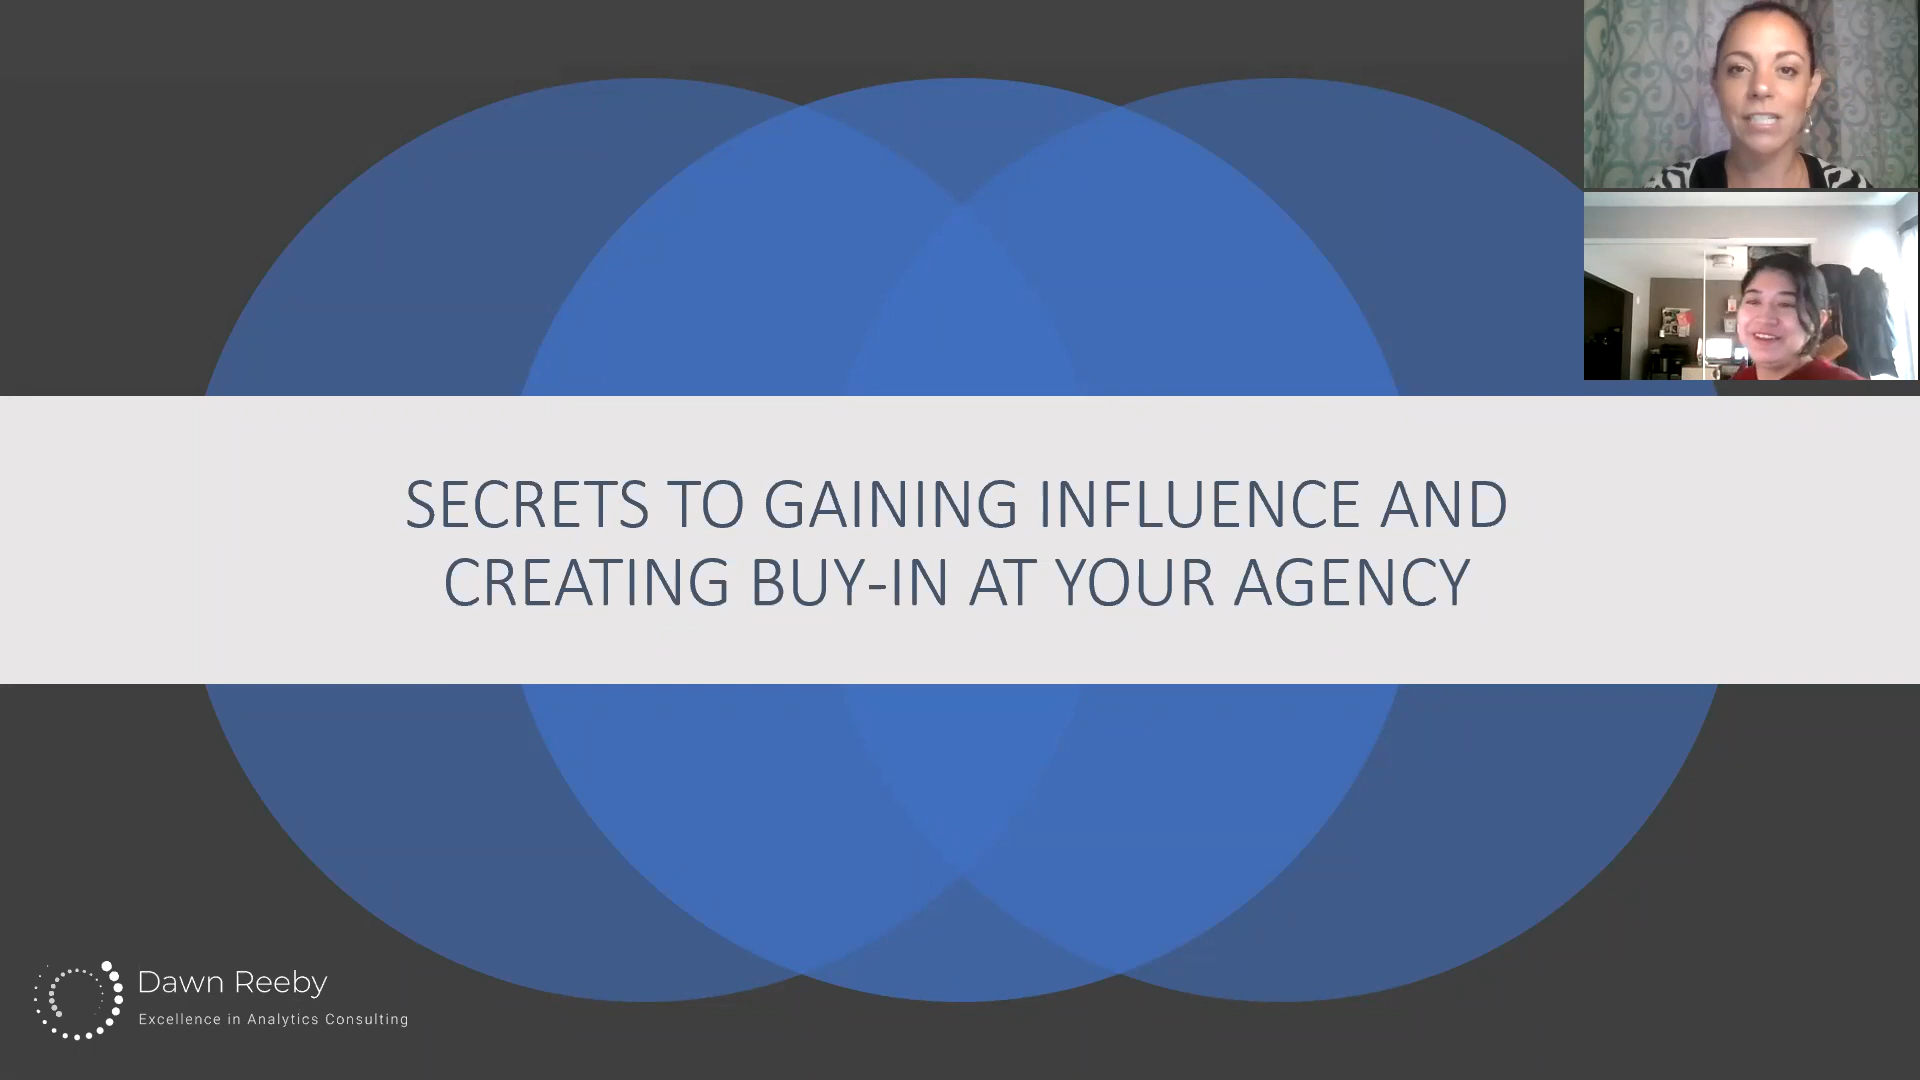 SECRETS TO GAINING INFLUENCE AND
CREATING BUY-IN AT YOUR AGENCY
Dawn Reeby
Excellence in Analytics Consulting